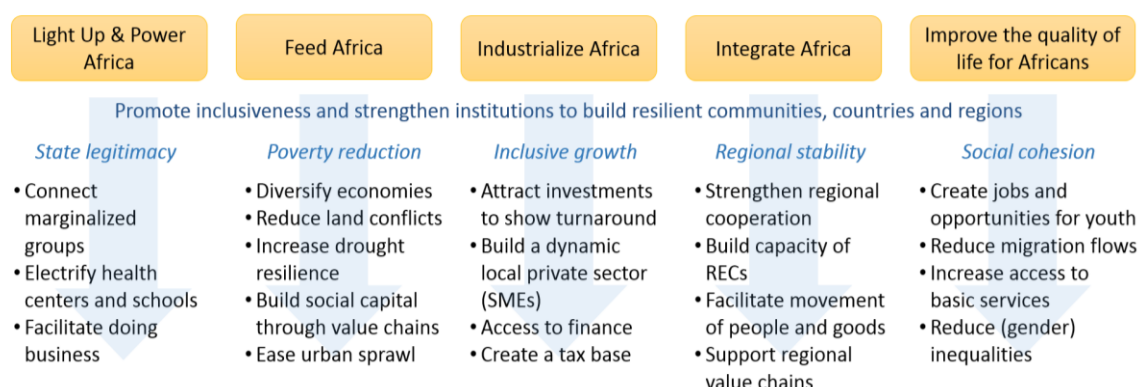 Light Up & Power
Africa
Feed Africa
Industrialize Africa
Integrate Africa
Improve the quality of
life for Africans
Promote inclusiveness and strengthen institutions to build resilient communities, countries and regions
State legitimacy
• Connect
marginalized
groups
• Electrify health
centers and schools
• Facilitate doing
business
Poverty reduction
• Diversify economies
• Reduce land conflicts
• Increase drought
resilience
• Build social capital
through value chains
• Ease urban sprawl
Inclusive growth
• Attract investments
to show turnaround
• Build a dynamic
local private sector
(SMEs)
• Access to finance
• Create a tax base
Regional stability
• Strengthen regional
cooperation
• Build capacity of
RECs
• Facilitate movement
of people and goods
• Support regional
value chains
Social cohesion
• Create jobs and
opportunities for youth
• Reduce migration flows
• Increase access to
basic services
• Reduce (gender)
inequalities